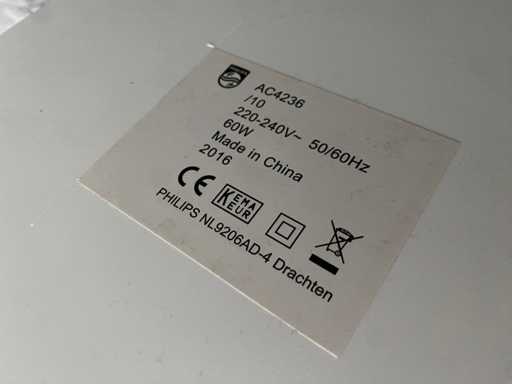 AC4236
/10
220-240V~ 50/60Hz
60W
Made in China
2016
CE KEMA KEUR
PHILIPS NL9206AD-4 Drachten